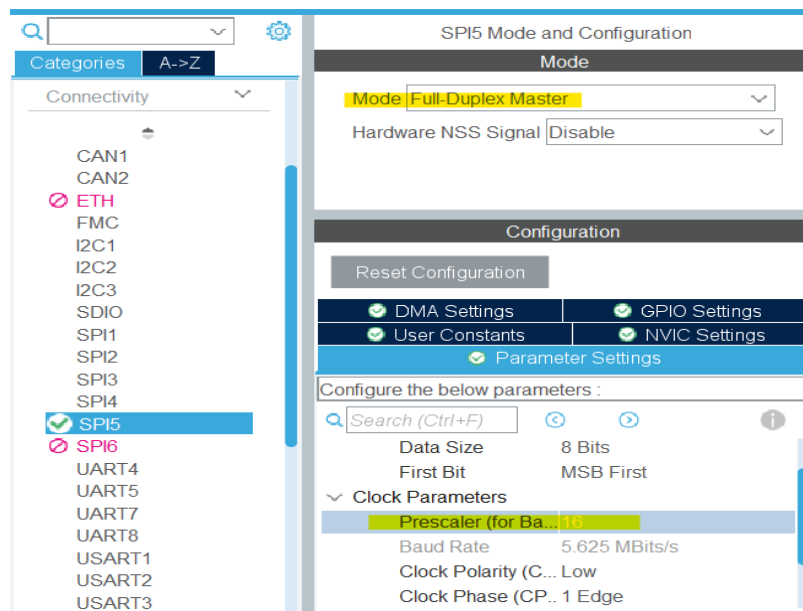 Categories
A->Z
Connectivity
CAN1
CAN2
ETH
FMC
I2C1
I2C2
I2C3
SDIO
SPI1
SPI2
SPI3
SPI4
SPI5
SPI6
UART4
UART5
UART7
UART8
USART1
USART2
USART3
SPI5 Mode and Configuration
Mode
Mode Full-Duplex Master
Hardware NSS Signal Disable
Configuration
Reset Configuration
DMA Settings
GPIO Settings
User Constants
NVIC Settings
Parameter Settings
Configure the below parameters :
Search (Ctrl+F)
Data Size 8 Bits
First Bit MSB First
Clock Parameters
Prescaler (for Ba... 16
Baud Rate 5.625 MBits/s
Clock Polarity (C... Low
Clock Phase (CP.. 1 Edge